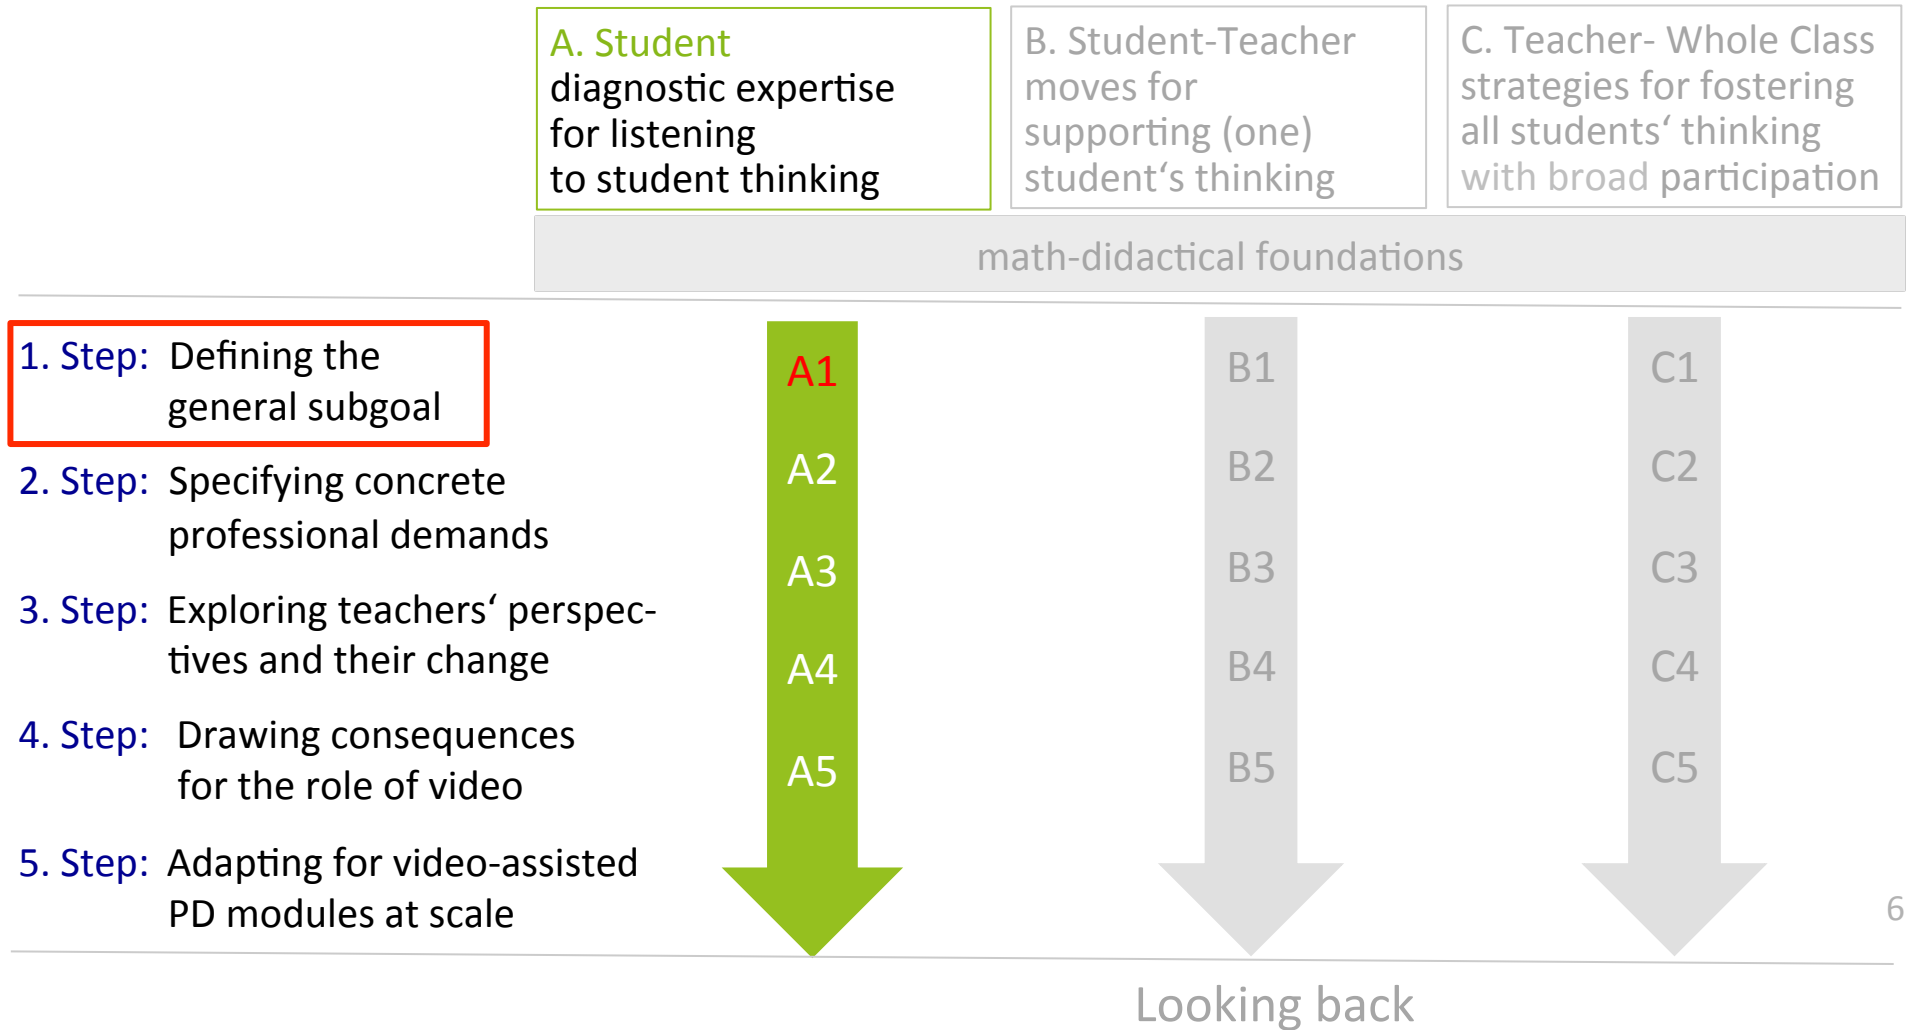 A. Student
diagnostic expertise
for listening
to student thinking
B. Student-Teacher
moves for
supporting (one)
student‘s thinking
C. Teacher- Whole Class
strategies for fostering
all students‘ thinking
with broad participation
math-didactical foundations
1. Step: Defining the
general subgoal
2. Step: Specifying concrete
professional demands
3. Step: Exploring teachers‘ perspec-
tives and their change
4. Step: Drawing consequences
for the role of video
5. Step: Adapting for video-assisted
PD modules at scale
A1
A2
A3
A4
A5
B1
B2
B3
B4
B5
C1
C2
C3
C4
C5
6
Looking back